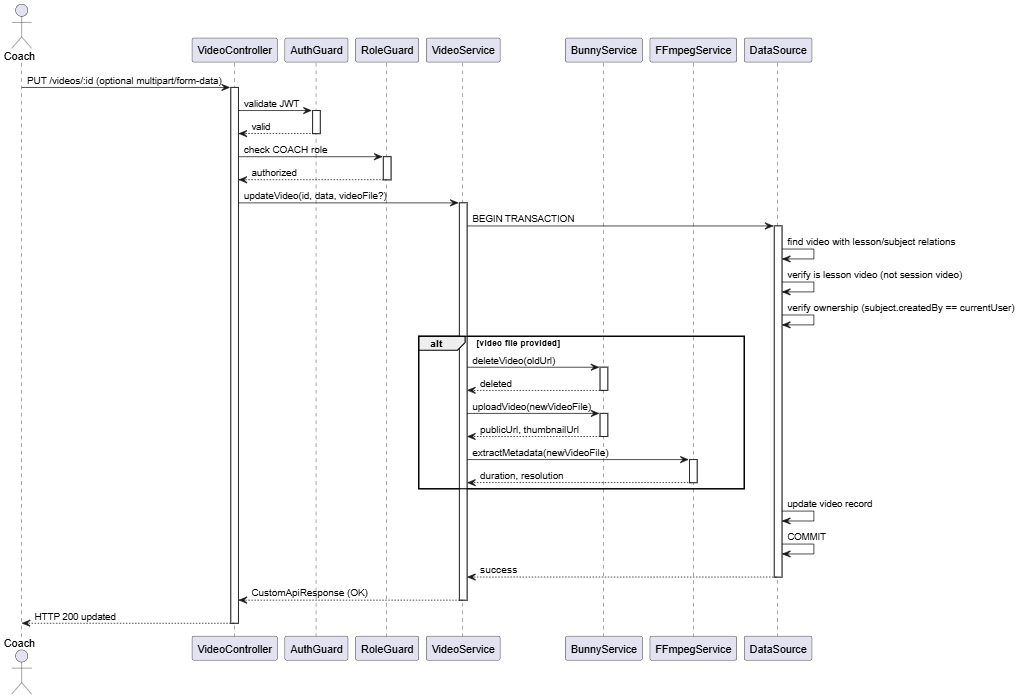 Coach
VideoController
AuthGuard
RoleGuard
VideoService
BunnyService
FFmpegService
DataSource
PUT /videos/:id (optional multipart/form-data)
validate JWT
valid
check COACH role
authorized
updateVideo(id, data, videoFile?)
BEGIN TRANSACTION
find video with lesson/subject relations
verify is lesson video (not session video)
verify ownership (subject.createdBy == currentUser)
alt [video file provided]
deleteVideo(oldUrl)
deleted
uploadVideo(newVideoFile)
publicUrl, thumbnailUrl
extractMetadata(newVideoFile)
duration, resolution
update video record
COMMIT
success
CustomApiResponse (OK)
HTTP 200 updated
Coach
VideoController
AuthGuard
RoleGuard
VideoService
BunnyService
FFmpegService
DataSource